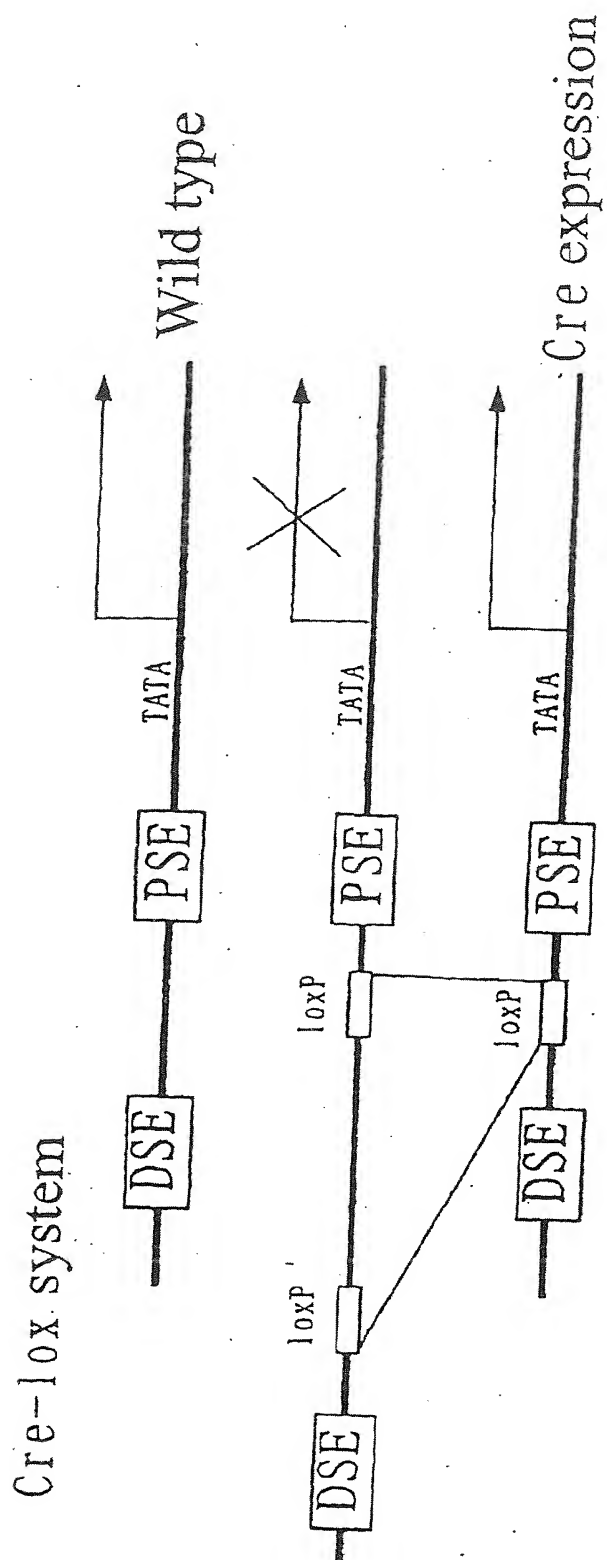 Cre-lox system
DSE PSE TATA Wild type
DSE loxP loxP PSE TATA
DSE loxP PSE TATA Cre expression